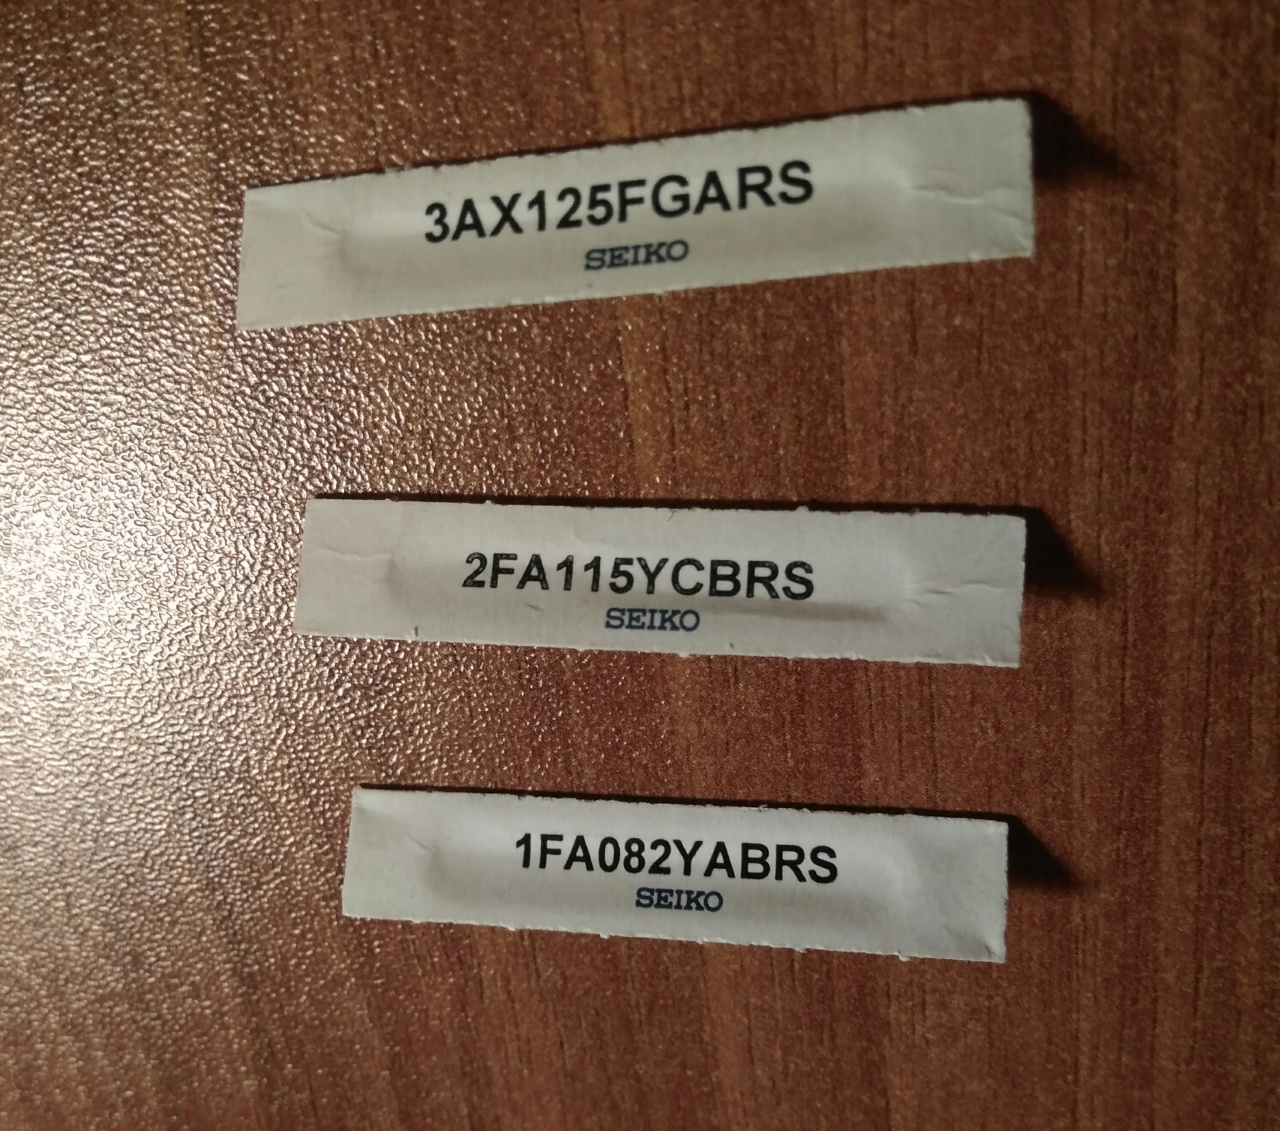 3AX125FGARS
SEIKO
2FA115YCBRS
SEIKO
1FA082YABRS
SEIKO